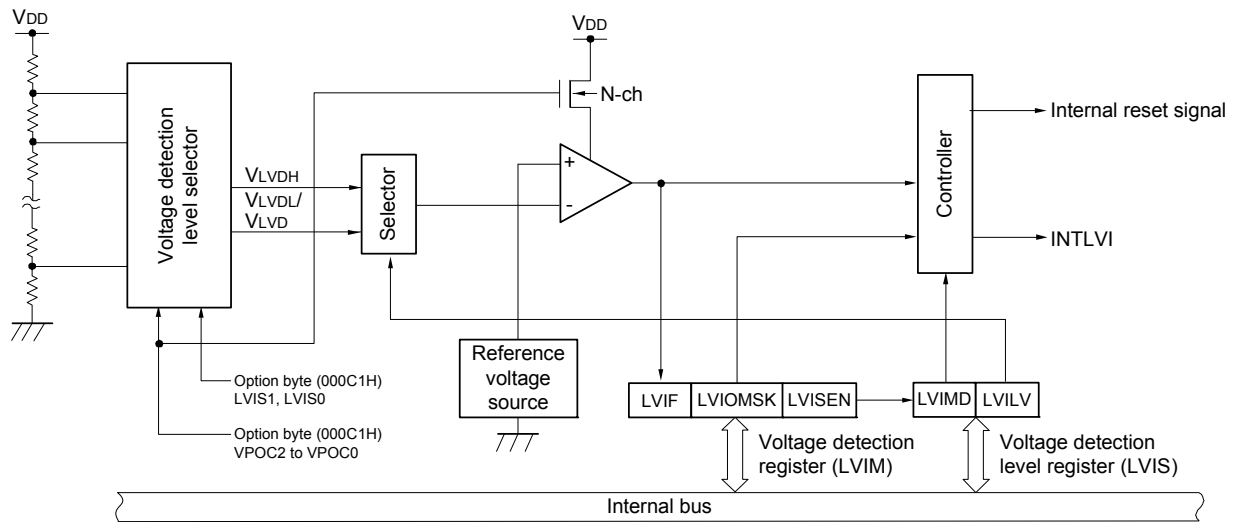 VDD
VDD
N-ch
Voltage detection
level selector
VLVDH
VLVDL/
VLVD
Selector
+
-
Controller
Internal reset signal
INTLVI
Reference
voltage
source
Option byte (000C1H)
LVIS1, LVIS0
Option byte (000C1H)
VPOC2 to VPOC0
LVIF
LVIOMSK
LVISEN
LVIMD
LVILV
Voltage detection
register (LVIM)
Voltage detection
level register (LVIS)
Internal bus